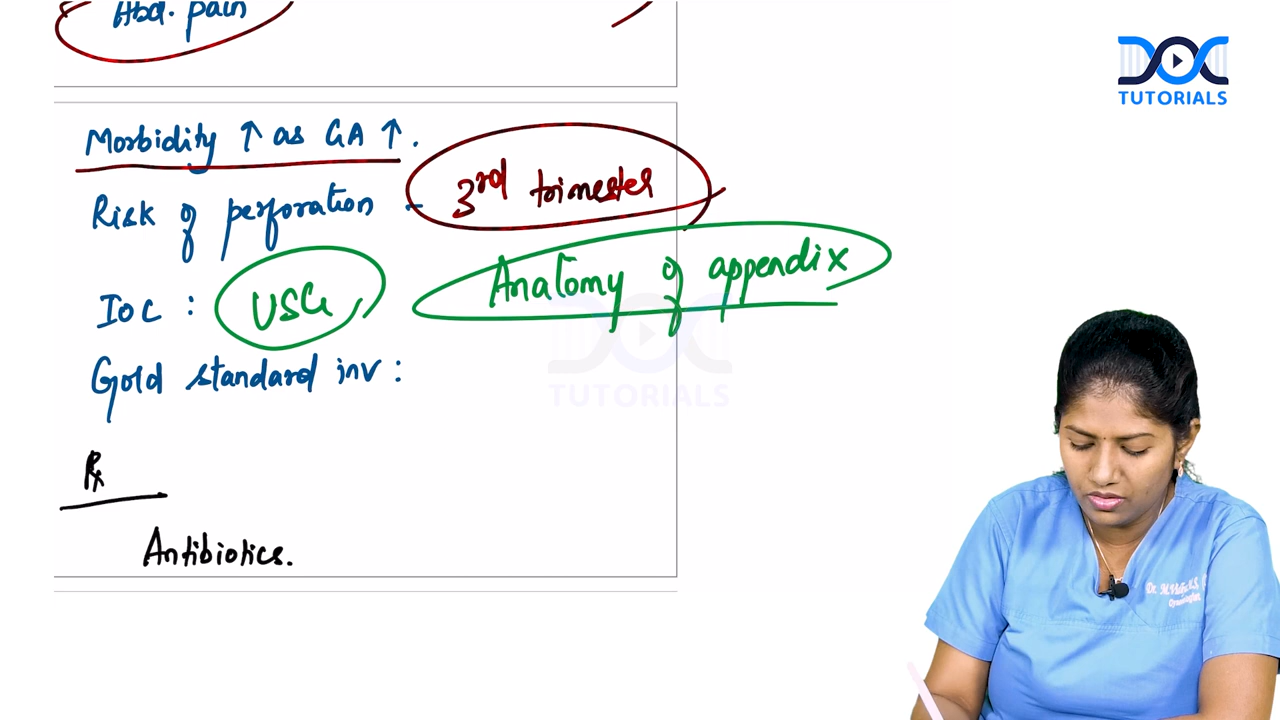 Abd. pain
Morbidity ↑ as GA ↑.
Risk of perforation - 3rd trimester
IOC : USG, Anatomy of appendix
Gold standard inv :
Rx
Antibiotics.
DOC
TUTORIALS
TUTORIALS